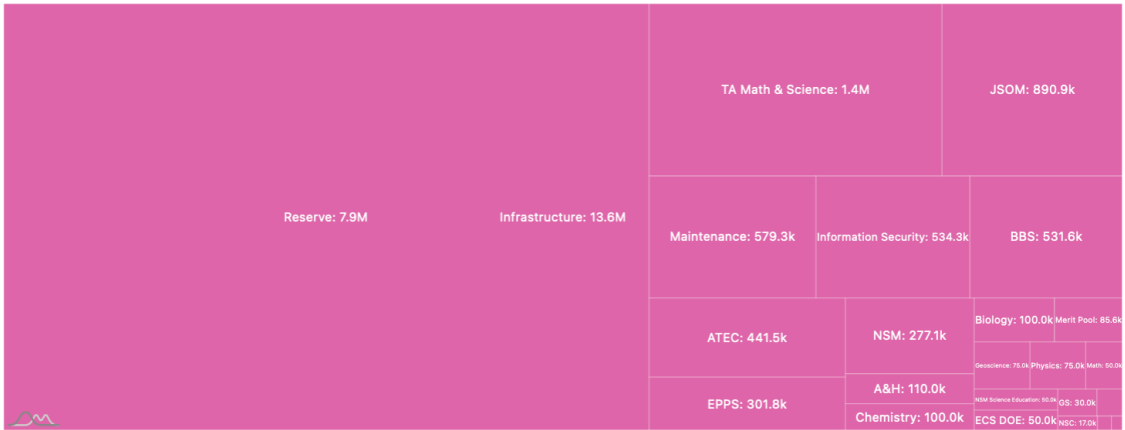 Reserve: 7.9M
Infrastructure: 13.6M
TA Math & Science: 1.4M
JSOM: 890.9k
Maintenance: 579.3k
Information Security: 534.3k
BBS: 531.6k
ATEC: 441.5k
EPPS: 301.8k
NSM: 277.1k
A&H: 110.0k
Chemistry: 100.0k
Biology: 100.0k
Merit Pool: 85.6k
Geoscience: 75.0k
Physics: 75.0k
Math: 50.0k
NSM Science Education: 50.0k
ECS DOE: 50.0k
GS: 30.0k
NSC: 17.0k